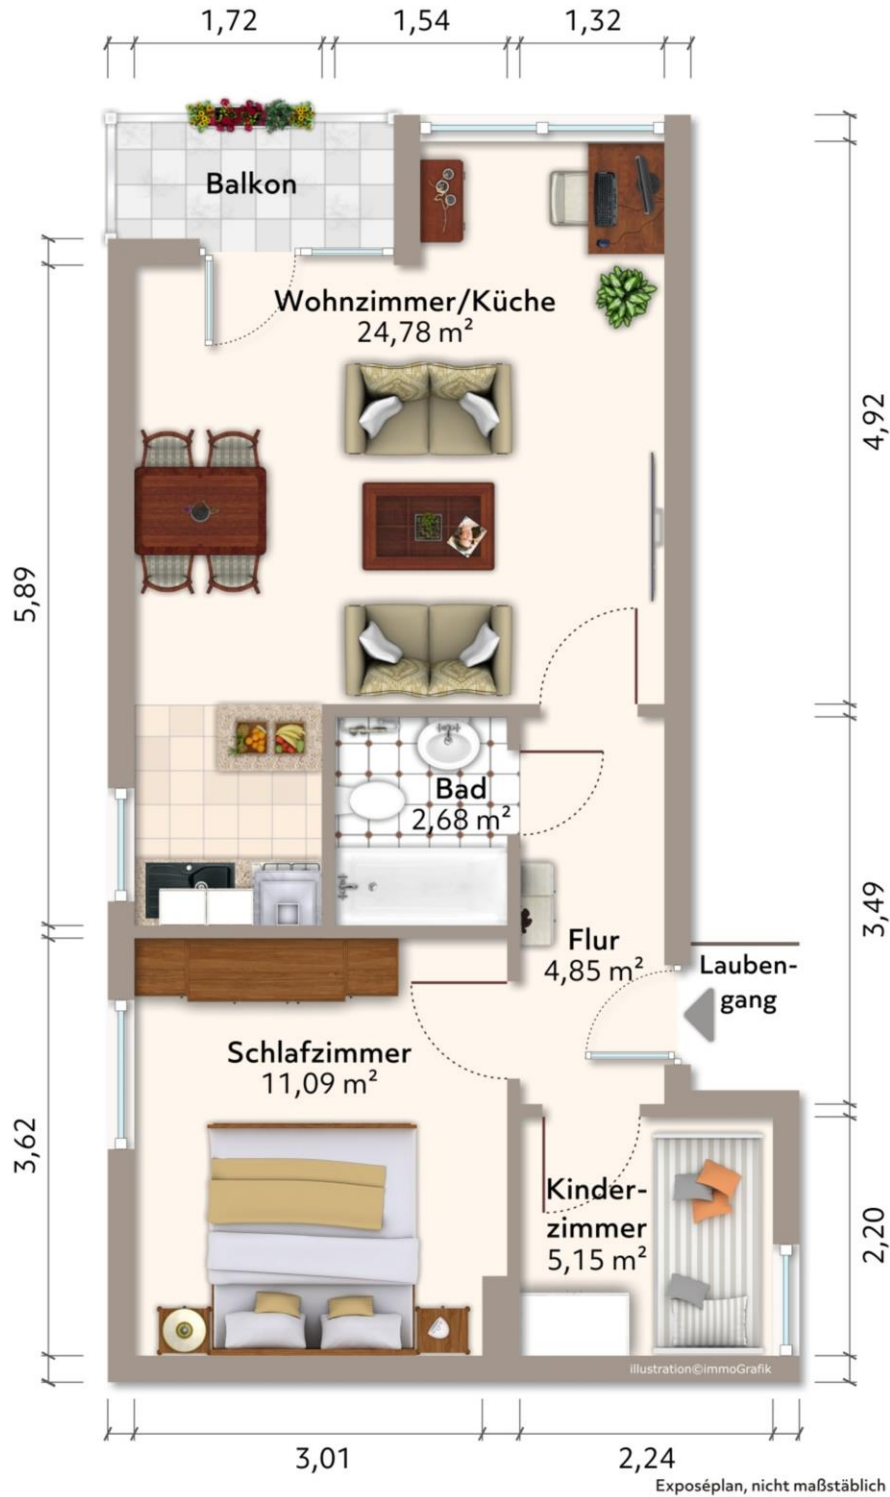 1,72
1,54
1,32
Balkon
Wohnzimmer/Küche
24,78 m²
4,92
5,89
Bad
2,68 m²
3,49
Flur
4,85 m²
Lauben-
gang
Schlafzimmer
11,09 m²
3,62
Kinder-
zimmer
5,15 m²
2,20
illustration©immoGrafik
3,01
2,24
Exposéplan, nicht maßstäblich